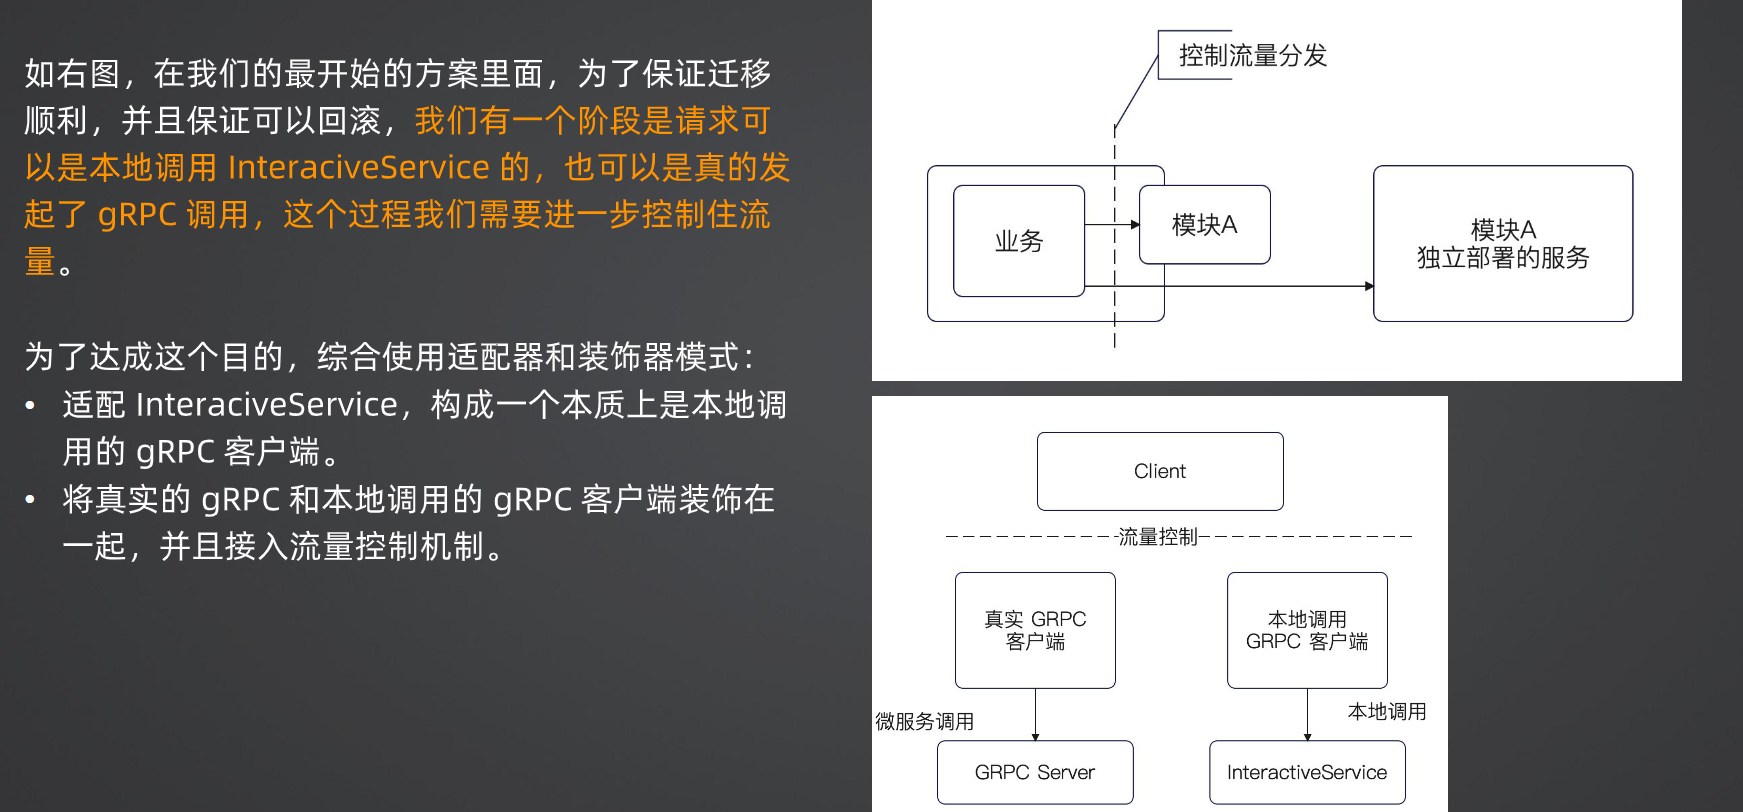 如右图，在我们的最开始的方案里面，为了保证迁移
顺利，并且保证可以回滚，我们有一个阶段是请求可
以是本地调用 InteraciveService 的，也可以是真的发
起了 gRPC 调用，这个过程我们需要进一步控制住流
量。
为了达成这个目的，综合使用适配器和装饰器模式：
• 适配 InteraciveService，构成一个本质上是本地调
用的 gRPC 客户端。
• 将真实的 gRPC 和本地调用的 gRPC 客户端装饰在
一起，并且接入流量控制机制。
控制流量分发
业务
模块A
模块A
独立部署的服务
Client
流量控制
真实 GRPC
客户端
本地调用
GRPC 客户端
微服务调用
本地调用
GRPC Server
InteractiveService